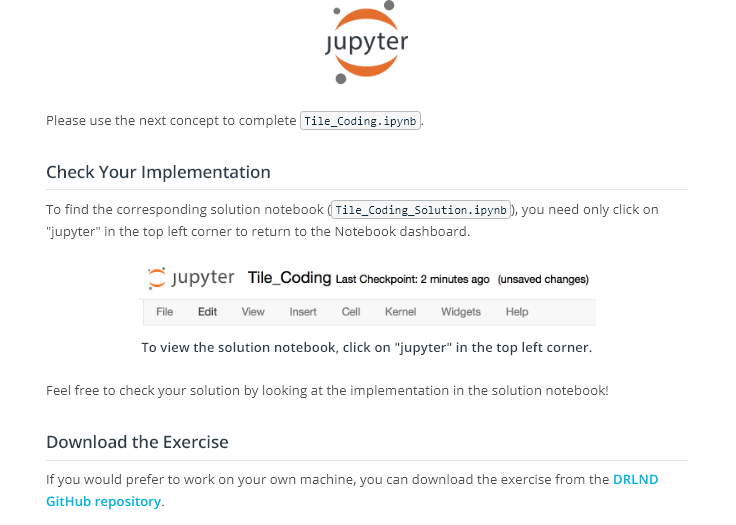 jupyter
Please use the next concept to complete Tile_Coding.ipynb.
Check Your Implementation
To find the corresponding solution notebook (Tile_Coding_Solution.ipynb), you need only click on
"jupyter" in the top left corner to return to the Notebook dashboard.
jupyter Tile_Coding Last Checkpoint: 2 minutes ago (unsaved changes)
File Edit View Insert Cell Kernel Widgets Help
To view the solution notebook, click on "jupyter" in the top left corner.
Feel free to check your solution by looking at the implementation in the solution notebook!
Download the Exercise
If you would prefer to work on your own machine, you can download the exercise from the DRLND
GitHub repository.